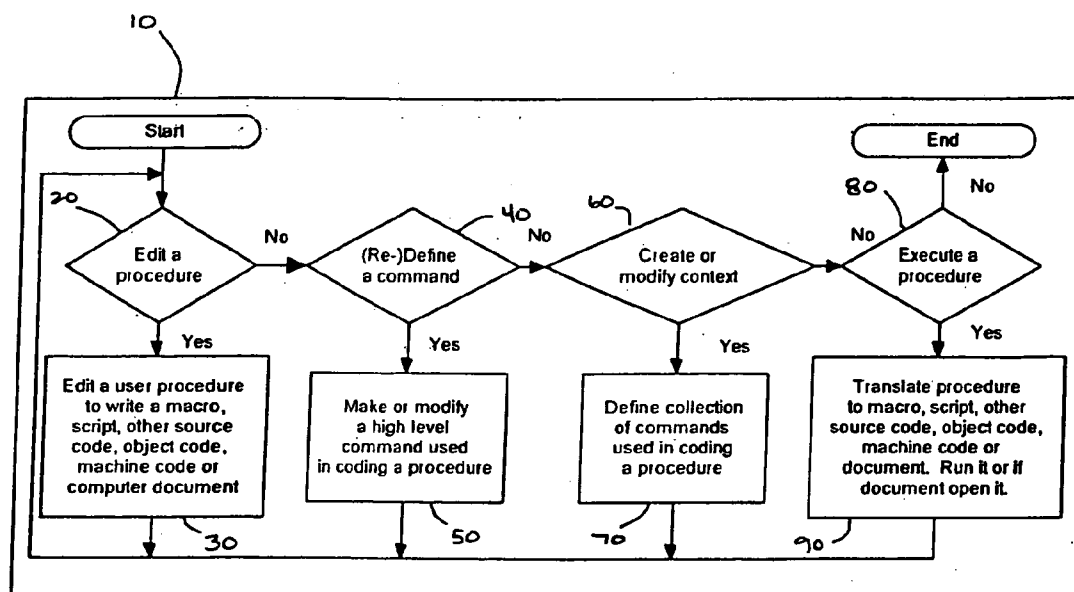 10
Start
End
20
40
60
80
No
Edit a
procedure
No
(Re-)Define
a command
No
Create or
modify context
No
Execute a
procedure
Yes
Yes
Yes
Yes
Edit a user procedure
to write a macro,
script, other source
code, object code,
machine code or
computer document
Make or modify
a high level
command used
in coding a procedure
Define collection
of commands
used in coding
a procedure
Translate procedure
to macro, script, other
source code, object code,
machine code or
document. Run it or if
document open it.
30
50
70
90